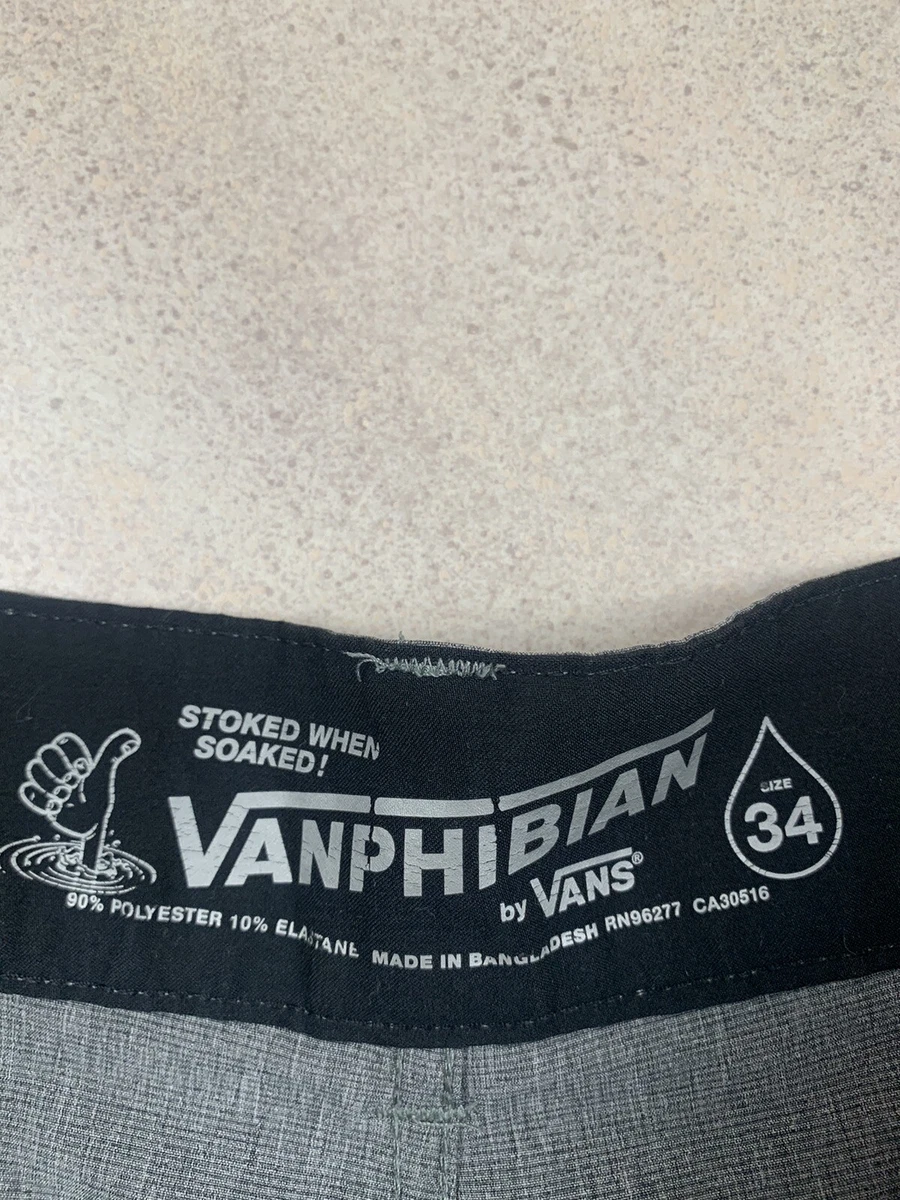 STOKED WHEN
SOAKED!
VANPHIBIAN
by VANS®
SIZE
34
90% POLYESTER 10% ELASTANE MADE IN BANGLADESH RN96277 CA30516